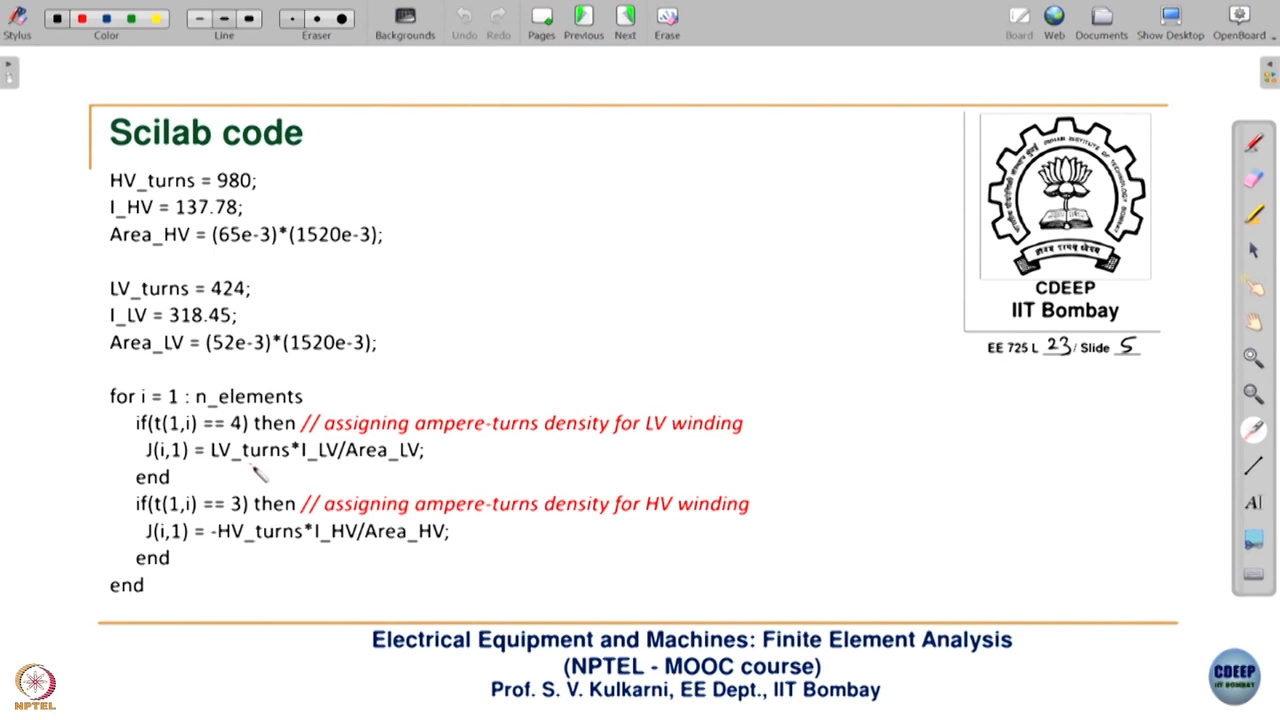 Stylus
Color
Line
Eraser
Backgrounds
Undo
Redo
Pages
Previous
Next
Erase
Board
Web
Documents
Show Desktop
OpenBoard
Scilab code
HV_turns = 980;
I_HV = 137.78;
Area_HV = (65e-3)*(1520e-3);
LV_turns = 424;
I_LV = 318.45;
Area_LV = (52e-3)*(1520e-3);
for i = 1 : n_elements
if(t(1,i) == 4) then // assigning ampere-turns density for LV winding
J(i,1) = LV_turns*I_LV/Area_LV;
end
if(t(1,i) == 3) then // assigning ampere-turns density for HV winding
J(i,1) = -HV_turns*I_HV/Area_HV;
end
end
CDEEP
IIT Bombay
EE 725 L 23 / Slide 5
AI
Electrical Equipment and Machines: Finite Element Analysis
(NPTEL - MOOC course)
Prof. S. V. Kulkarni, EE Dept., IIT Bombay
NPTEL
CDEEP
IIT BOMBAY